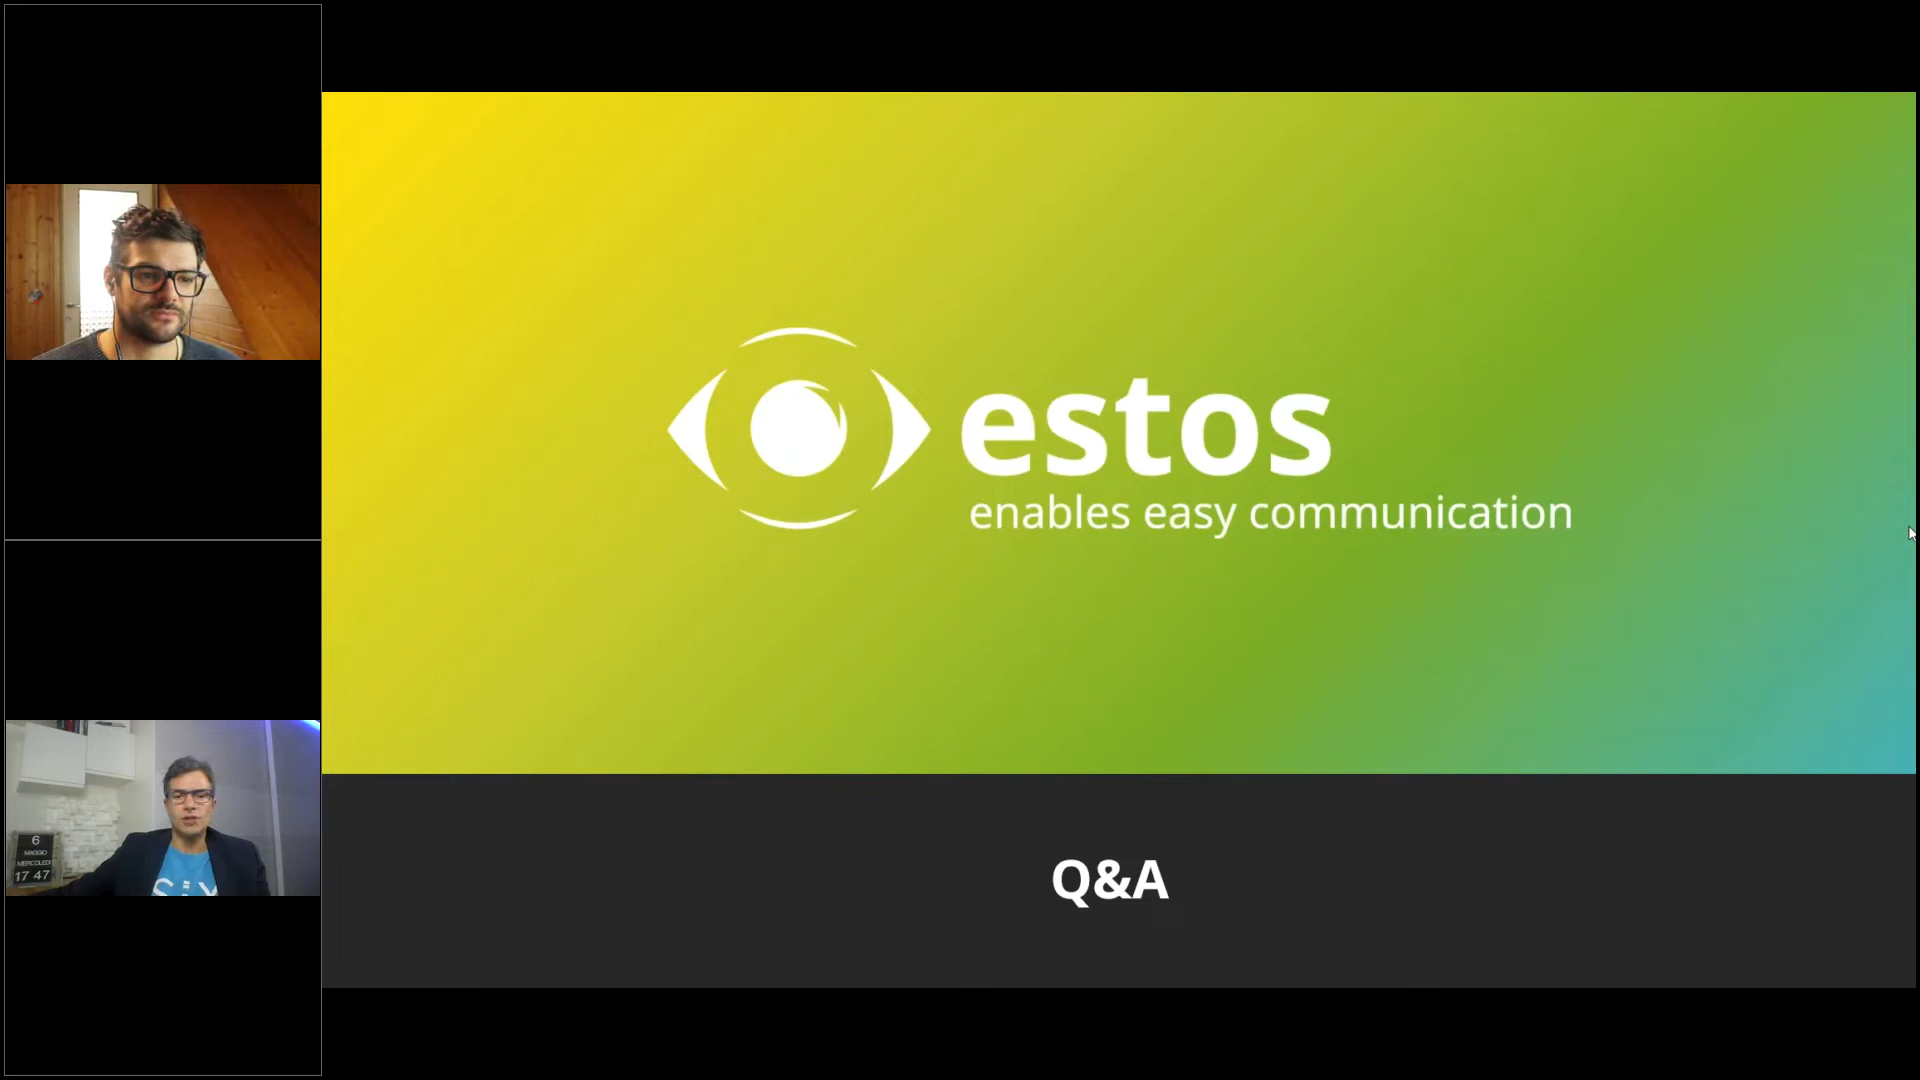 estos
enables easy communication
Q&A
6
MAGGIO
MERCOLEDÌ
17 47